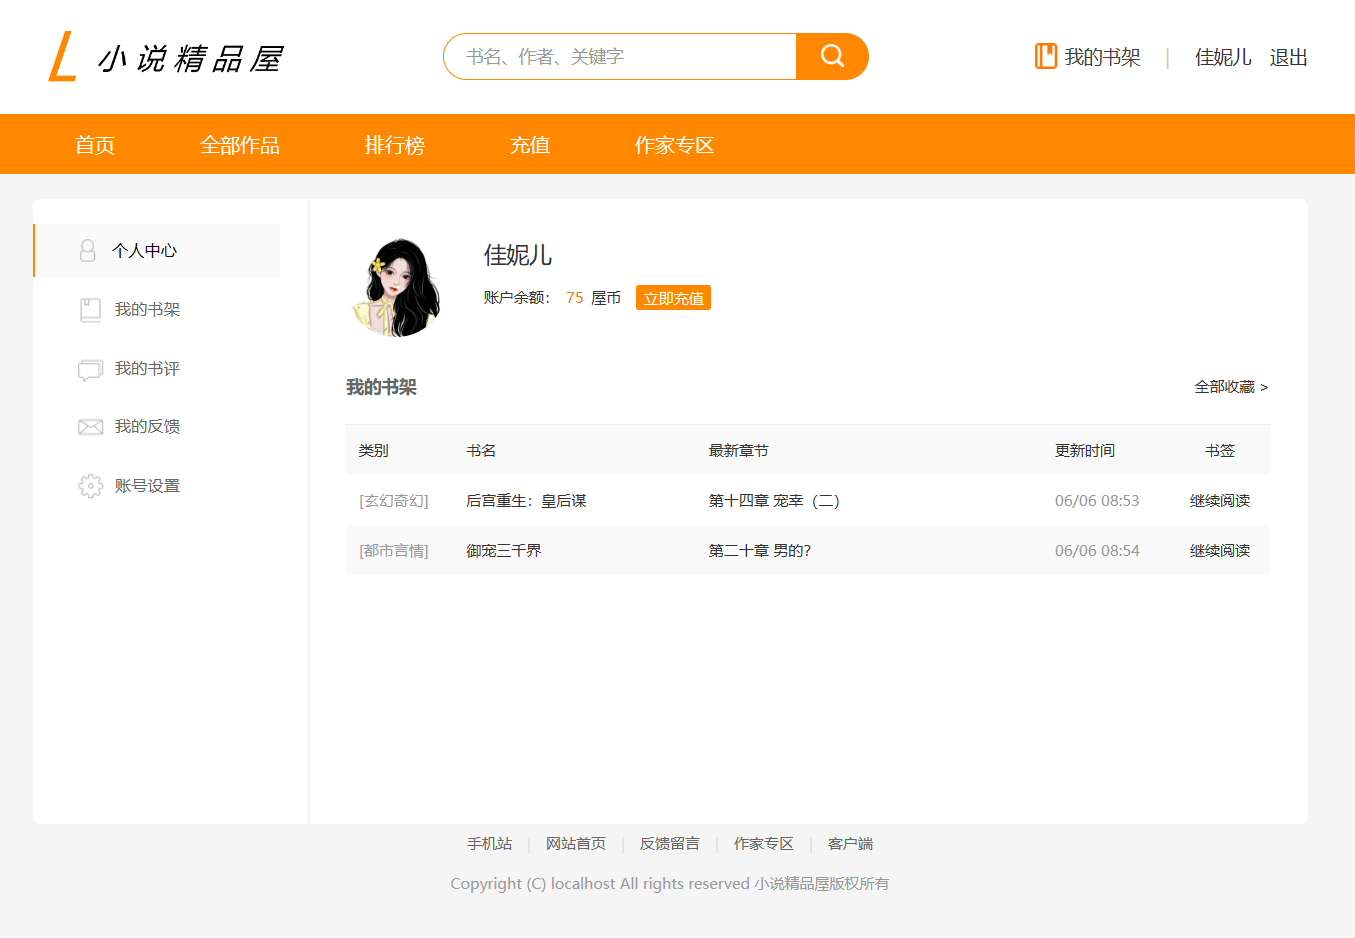 L 小说精品屋
书名、作者、关键字
我的书架 | 佳妮儿 退出
首页 全部作品 排行榜 充值 作家专区
个人中心
我的书架
我的书评
我的反馈
账号设置
佳妮儿
账户余额： 75 屋币 立即充值
我的书架 全部收藏 >
类别 书名 最新章节 更新时间 书签
[玄幻奇幻] 后宫重生：皇后谋 第十四章 宠幸（二） 06/06 08:53 继续阅读
[都市言情] 御宠三千界 第二十章 男的? 06/06 08:54 继续阅读
手机站 | 网站首页 | 反馈留言 | 作家专区 | 客户端
Copyright (C) localhost All rights reserved 小说精品屋版权所有